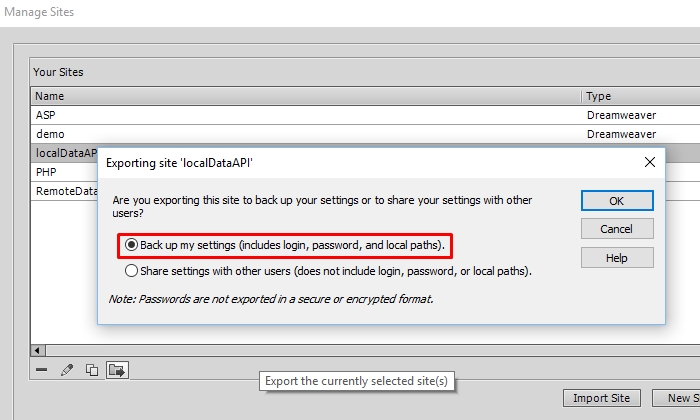 Manage Sites
Your Sites
Name Type
ASP Dreamweaver
demo Dreamweaver
localDataAPI
PHP
RemoteData
Exporting site 'localDataAPI'
Are you exporting this site to back up your settings or to share your settings with other
users?
Back up my settings (includes login, password, and local paths).
Share settings with other users (does not include login, password, or local paths).
Note: Passwords are not exported in a secure or encrypted format.
OK
Cancel
Help
Export the currently selected site(s)
Import Site New S